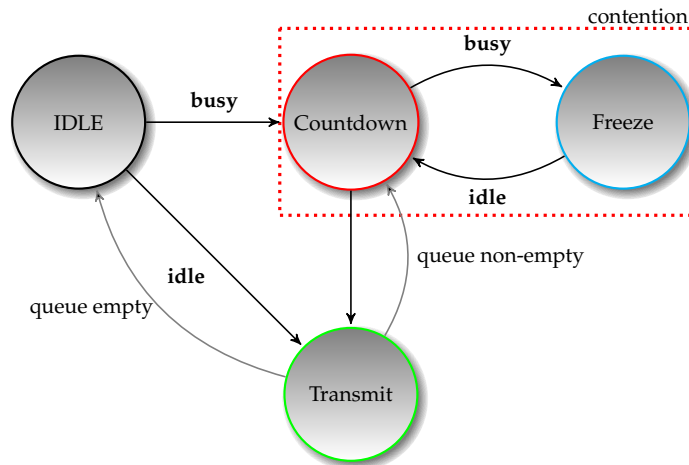 contention
busy
busy
IDLE
Countdown
Freeze
idle
queue non-empty
idle
queue empty
Transmit